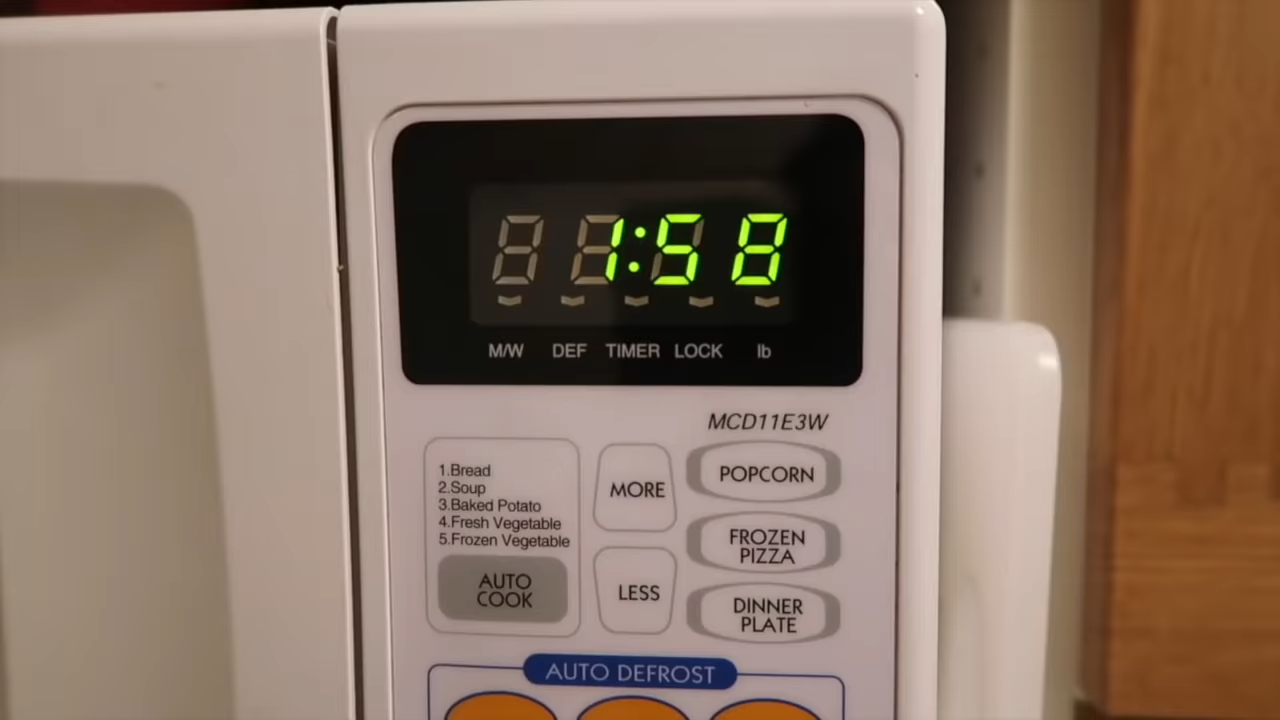 1:58
M/W DEF TIMER LOCK lb
MCD11E3W
1.Bread
2.Soup
3.Baked Potato
4.Fresh Vegetable
5.Frozen Vegetable
AUTO
COOK
MORE
LESS
POPCORN
FROZEN
PIZZA
DINNER
PLATE
AUTO DEFROST